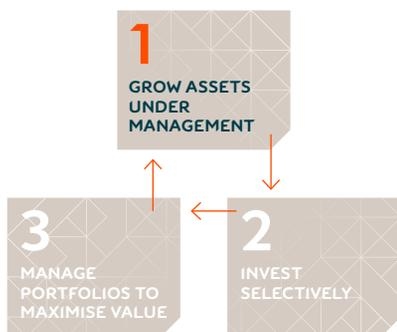 1
GROW ASSETS
UNDER
MANAGEMENT
2
INVEST
SELECTIVELY
3
MANAGE
PORTFOLIOS TO
MAXIMISE VALUE